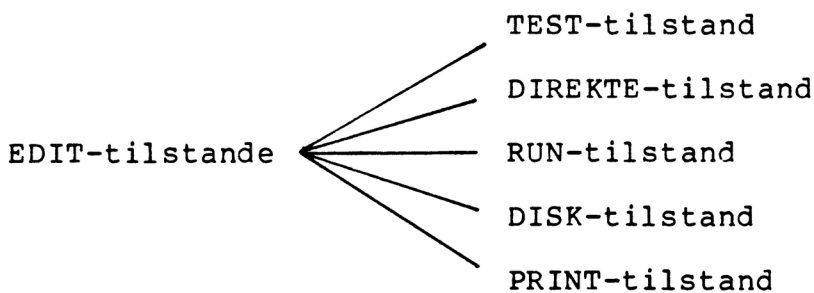 TEST-tilstand
DIREKTE-tilstand
EDIT-tilstande
RUN-tilstand
DISK-tilstand
PRINT-tilstand